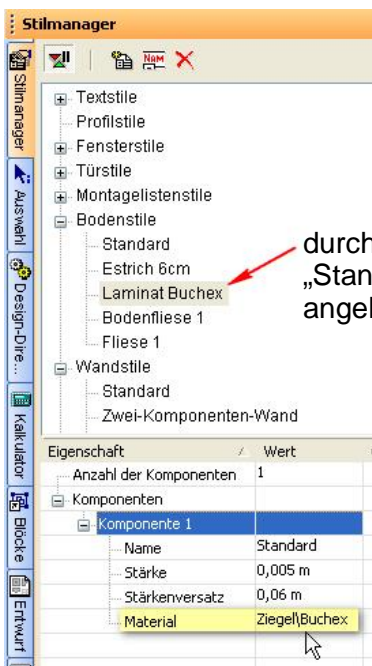 Stilmanager
Textstile
Profilstile
Fensterstile
Türstile
Montagelistenstile
Bodenstile
Standard
Estrich 6cm
Laminat Buchex
Bodenfliese 1
Fliese 1
Wandstile
Standard
Zwei-Komponenten-Wand
durch
„Stan
angel
Eigenschaft Wert
Anzahl der Komponenten 1
Komponenten
Komponente 1
Name Standard
Stärke 0,005 m
Stärkenversatz 0,06 m
Material Ziegel\Buchex
Stilmanager
Auswahl
Design-Dire...
Kalkulator
Blöcke
Entwurf